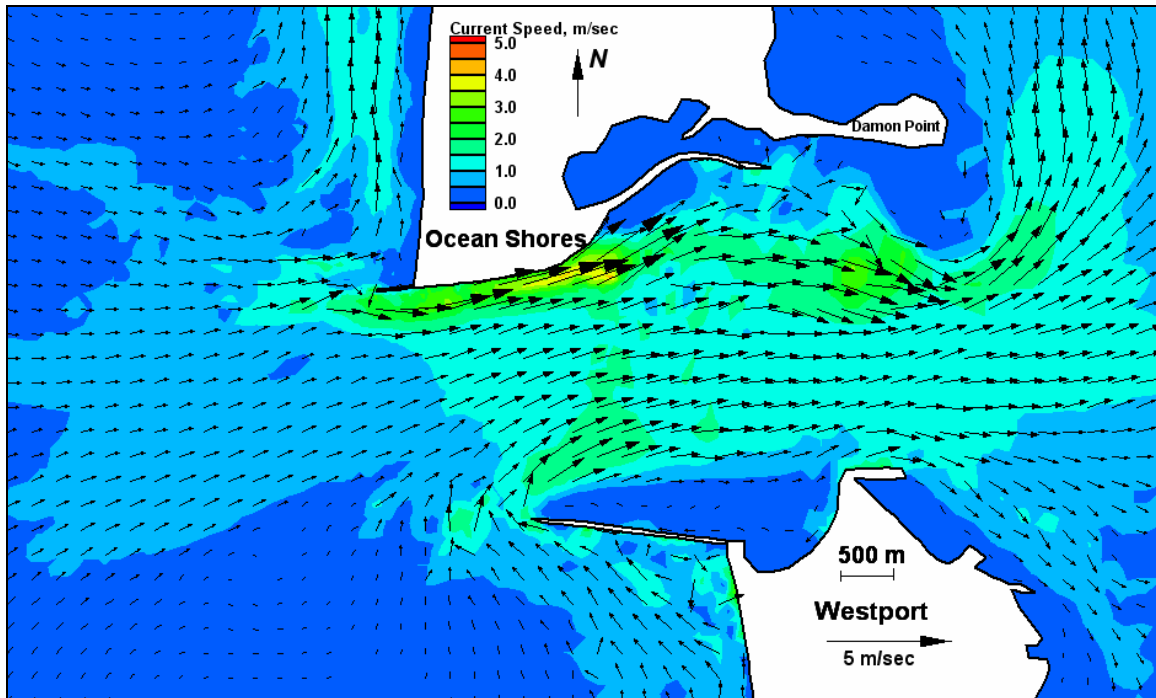 Current Speed, m/sec
5.0
4.0
3.0
2.0
1.0
0.0
N
Damon Point
Ocean Shores
500 m
Westport
5 m/sec